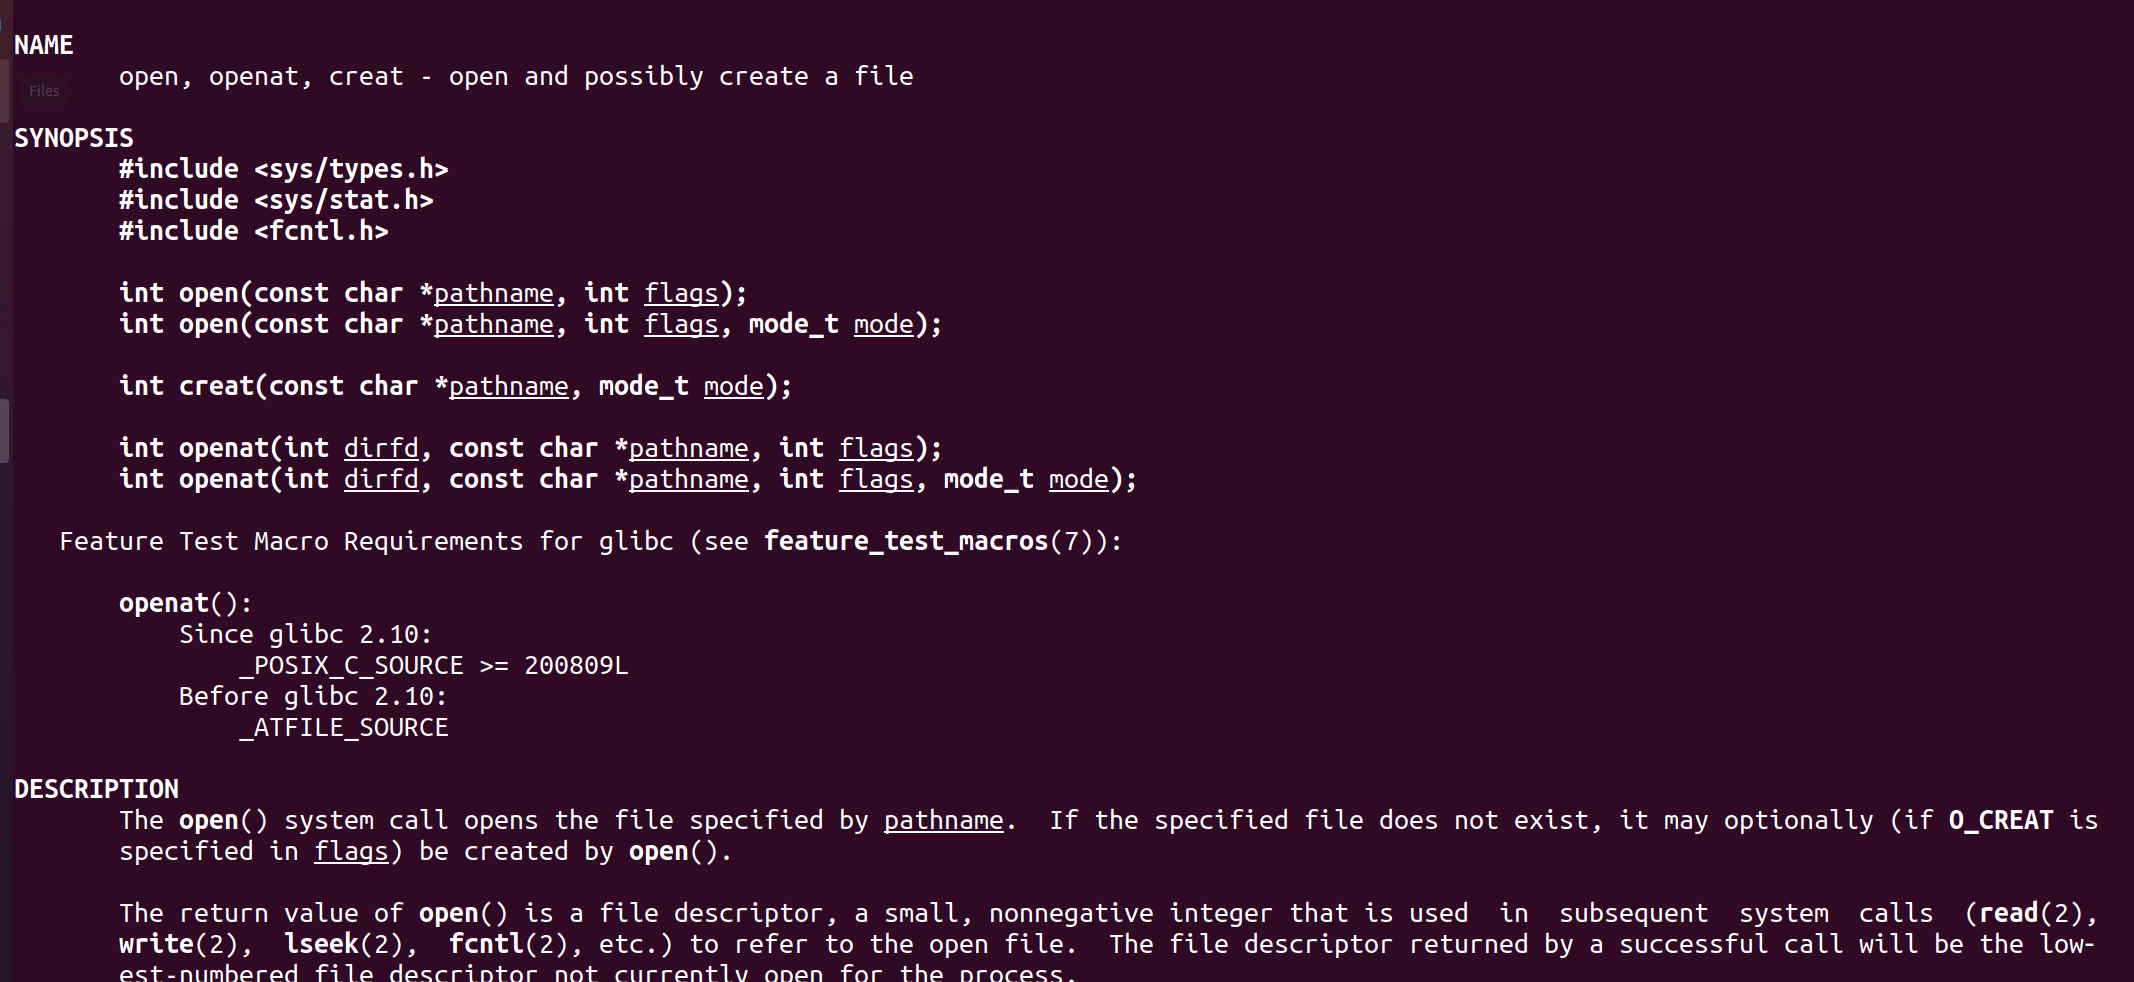 NAME
open, openat, creat - open and possibly create a file
Files
SYNOPSIS
#include <sys/types.h>
#include <sys/stat.h>
#include <fcntl.h>
int open(const char *pathname, int flags);
int open(const char *pathname, int flags, mode_t mode);
int creat(const char *pathname, mode_t mode);
int openat(int dirfd, const char *pathname, int flags);
int openat(int dirfd, const char *pathname, int flags, mode_t mode);
Feature Test Macro Requirements for glibc (see feature_test_macros(7)):
openat():
Since glibc 2.10:
_POSIX_C_SOURCE >= 200809L
Before glibc 2.10:
_ATFILE_SOURCE
DESCRIPTION
The open() system call opens the file specified by pathname.  If the specified file does not exist, it may optionally (if O_CREAT is
specified in flags) be created by open().
The return value of open() is a file descriptor, a small, nonnegative integer that is used  in  subsequent  system  calls  (read(2),
write(2),  lseek(2),  fcntl(2), etc.) to refer to the open file.  The file descriptor returned by a successful call will be the low-
est-numbered file descriptor not currently open for the process.